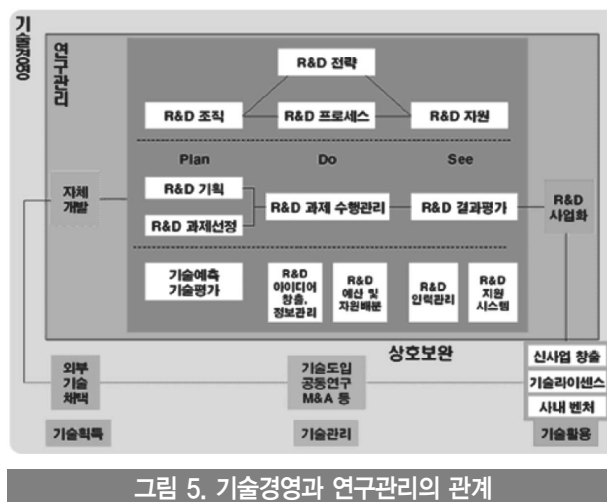 기술경영
연구관리
R&D 전략
R&D 조직
R&D 프로세스
R&D 자원
Plan
Do
See
자체
개발
R&D 기획
R&D 과제선정
R&D 과제 수행관리
R&D 결과평가
R&D
사업화
기술예측
기술평가
R&D
아이디어
창출,
정보관리
R&D
예산 및
자원배분
R&D
인력관리
R&D
지원
시스템
상호보완
외부
기술
채택
기술도입
공동연구
M&A 등
신사업 창출
기술라이센스
사내 벤처
기술획득
기술관리
기술활용
그림 5. 기술경영과 연구관리의 관계